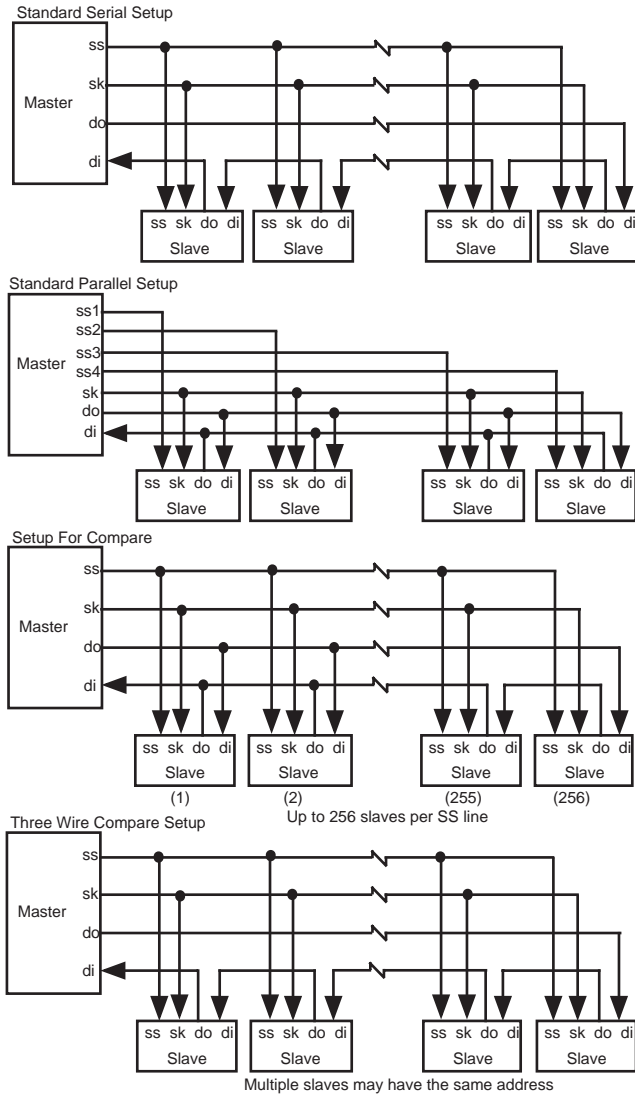 Standard Serial Setup
ss
sk
Master
do
di
ss sk do di
Slave
ss sk do di
Slave
ss sk do di
Slave
ss sk do di
Slave
Standard Parallel Setup
ss1
ss2
ss3
Master
ss4
sk
do
di
ss sk do di
Slave
ss sk do di
Slave
ss sk do di
Slave
ss sk do di
Slave
Setup For Compare
ss
sk
Master
do
di
ss sk do di
Slave
(1)
ss sk do di
Slave
(2)
ss sk do di
Slave
(255)
ss sk do di
Slave
(256)
Up to 256 slaves per SS line
Three Wire Compare Setup
ss
sk
Master
do
di
ss sk do di
Slave
ss sk do di
Slave
ss sk do di
Slave
ss sk do di
Slave
Multiple slaves may have the same address